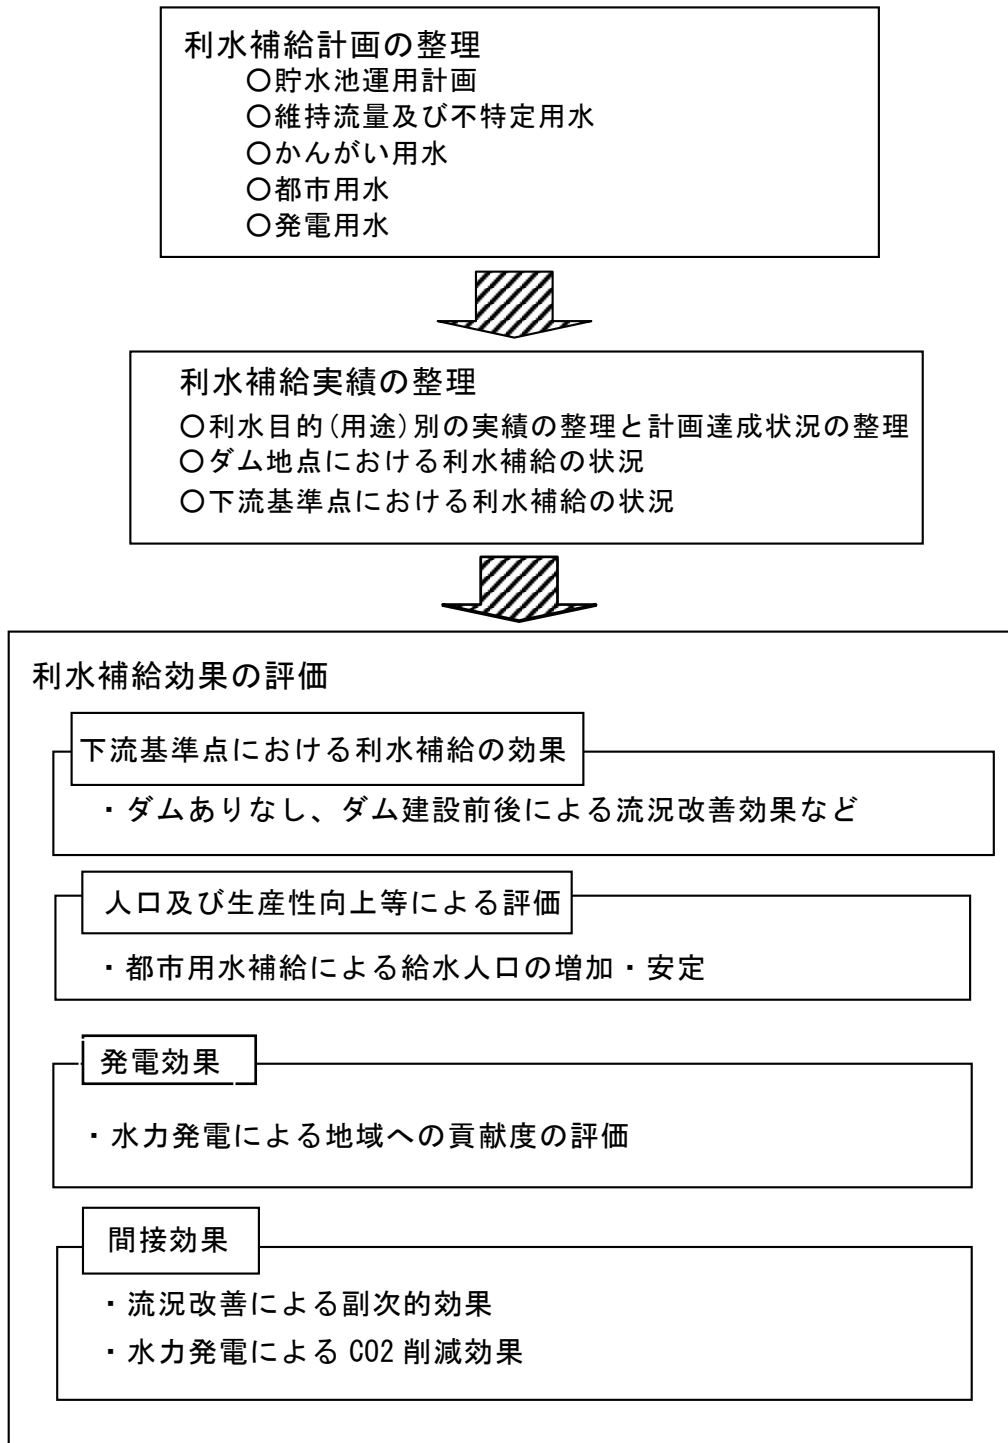 利水補給計画の整理
○貯水池運用計画
○維持流量及び不特定用水
○かんがい用水
○都市用水
○発電用水
利水補給実績の整理
○利水目的(用途)別の実績の整理と計画達成状況の整理
○ダム地点における利水補給の状況
○下流基準点における利水補給の状況
利水補給効果の評価
下流基準点における利水補給の効果
・ダムありなし、ダム建設前後による流況改善効果など
人口及び生産性向上等による評価
・都市用水補給による給水人口の増加・安定
発電効果
・水力発電による地域への貢献度の評価
間接効果
・流況改善による副次的効果
・水力発電による CO2 削減効果